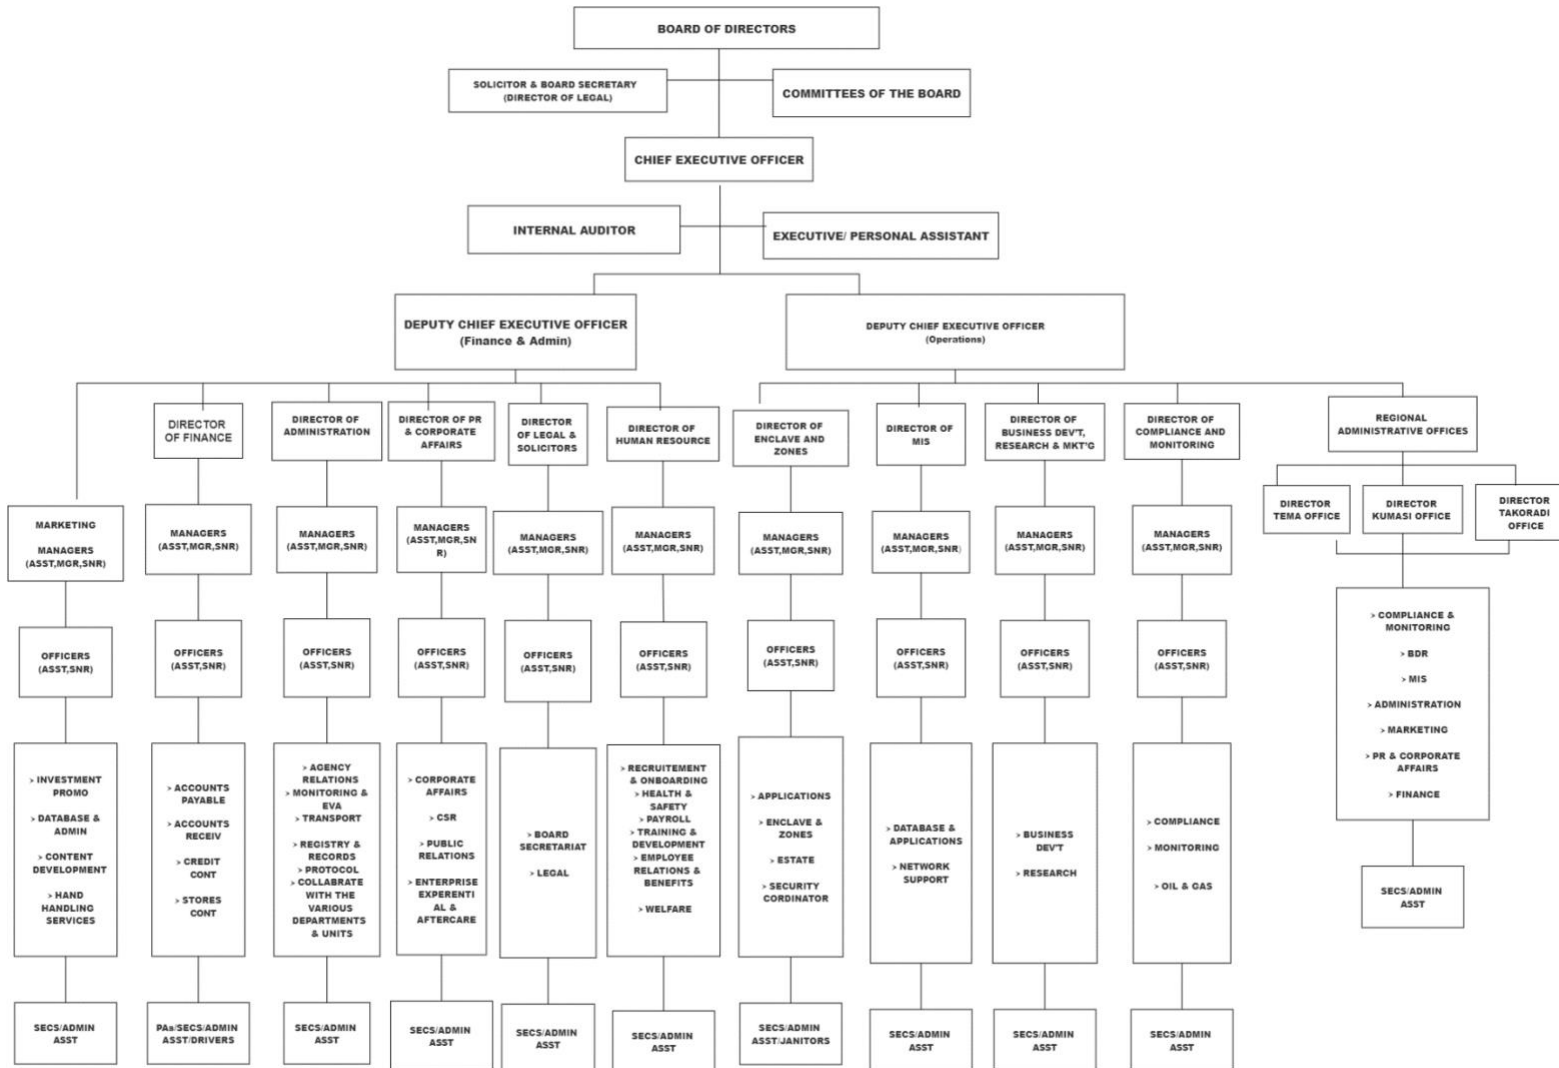 BOARD OF DIRECTORS
SOLICITOR & BOARD SECRETARY
(DIRECTOR OF LEGAL)
COMMITTEES OF THE BOARD
CHIEF EXECUTIVE OFFICER
INTERNAL AUDITOR
EXECUTIVE/ PERSONAL ASSISTANT
DEPUTY CHIEF EXECUTIVE OFFICER
(Finance & Admin)
DEPUTY CHIEF EXECUTIVE OFFICER
(Operations)
MARKETING
MANAGERS
(ASST,MGR,SNR)
OFFICERS
(ASST,SNR)
> INVESTMENT
PROMO
> DATABASE &
ADMIN
> CONTENT
DEVELOPMENT
> HAND
HANDLING
SERVICES
SECS/ADMIN
ASST
DIRECTOR
OF FINANCE
MANAGERS
(ASST,MGR,SNR)
OFFICERS
(ASST,SNR)
> ACCOUNTS
PAYABLE
> ACCOUNTS
RECEIV
> CREDIT
CONT
> STORES
CONT
PAs/SECS/ADMIN
ASST/DRIVERS
DIRECTOR OF
ADMINISTRATION
MANAGERS
(ASST,MGR,SNR)
OFFICERS
(ASST,SNR)
> AGENCY
RELATIONS
> MONITORING &
EVA
> TRANSPORT
> REGISTRY &
RECORDS
> PROTOCOL
> COLLABRATE
WITH THE
VARIOUS
DEPARTMENTS
& UNITS
SECS/ADMIN
ASST
DIRECTOR OF PR
& CORPORATE
AFFAIRS
MANAGERS
(ASST,MGR,SN
R)
OFFICERS
(ASST,SNR)
> CORPORATE
AFFAIRS
> CSR
> PUBLIC
RELATIONS
> ENTERPRISE
EXPERENTI
AL &
AFTERCARE
SECS/ADMIN
ASST
DIRECTOR
OF LEGAL &
SOLICITORS
MANAGERS
(ASST,MGR,SNR)
OFFICERS
(ASST,SNR)
> BOARD
SECRETARIAT
> LEGAL
SECS/ADMIN
ASST
DIRECTOR OF
HUMAN RESOURCE
MANAGERS
(ASST,MGR,SNR)
OFFICERS
(ASST,SNR)
> RECRUITEMENT
& ONBOARDING
> HEALTH &
SAFETY
> PAYROLL
> TRAINING &
DEVELOPMENT
> EMPLOYEE
RELATIONS &
BENEFITS
> WELFARE
SECS/ADMIN
ASST
DIRECTOR OF
ENCLAVE AND
ZONES
MANAGERS
(ASST,MGR,SNR)
OFFICERS
(ASST,SNR)
> APPLICATIONS
> ENCLAVE &
ZONES
> ESTATE
> SECURITY
CORDINATOR
SECS/ADMIN
ASST/JANITORS
DIRECTOR OF
MIS
MANAGERS
(ASST,MGR,SNR)
OFFICERS
(ASST,SNR)
> DATABASE &
APPLICATIONS
> NETWORK
SUPPORT
SECS/ADMIN
ASST
DIRECTOR OF
BUSINESS DEV'T,
RESEARCH & MKT'G
MANAGERS
(ASST,MGR,SNR)
OFFICERS
(ASST,SNR)
> BUSINESS
DEV'T
> RESEARCH
SECS/ADMIN
ASST
DIRECTOR OF
COMPLIANCE AND
MONITORING
MANAGERS
(ASST,MGR,SNR)
OFFICERS
(ASST,SNR)
> COMPLIANCE
> MONITORING
> OIL & GAS
SECS/ADMIN
ASST
REGIONAL
ADMINISTRATIVE OFFICES
DIRECTOR
TEMA OFFICE
DIRECTOR
KUMASI OFFICE
DIRECTOR
TAKORADI
OFFICE
> COMPLIANCE &
MONITORING
> BDR
> MIS
> ADMINISTRATION
> MARKETING
> PR & CORPORATE
AFFAIRS
> FINANCE
SECS/ADMIN
ASST